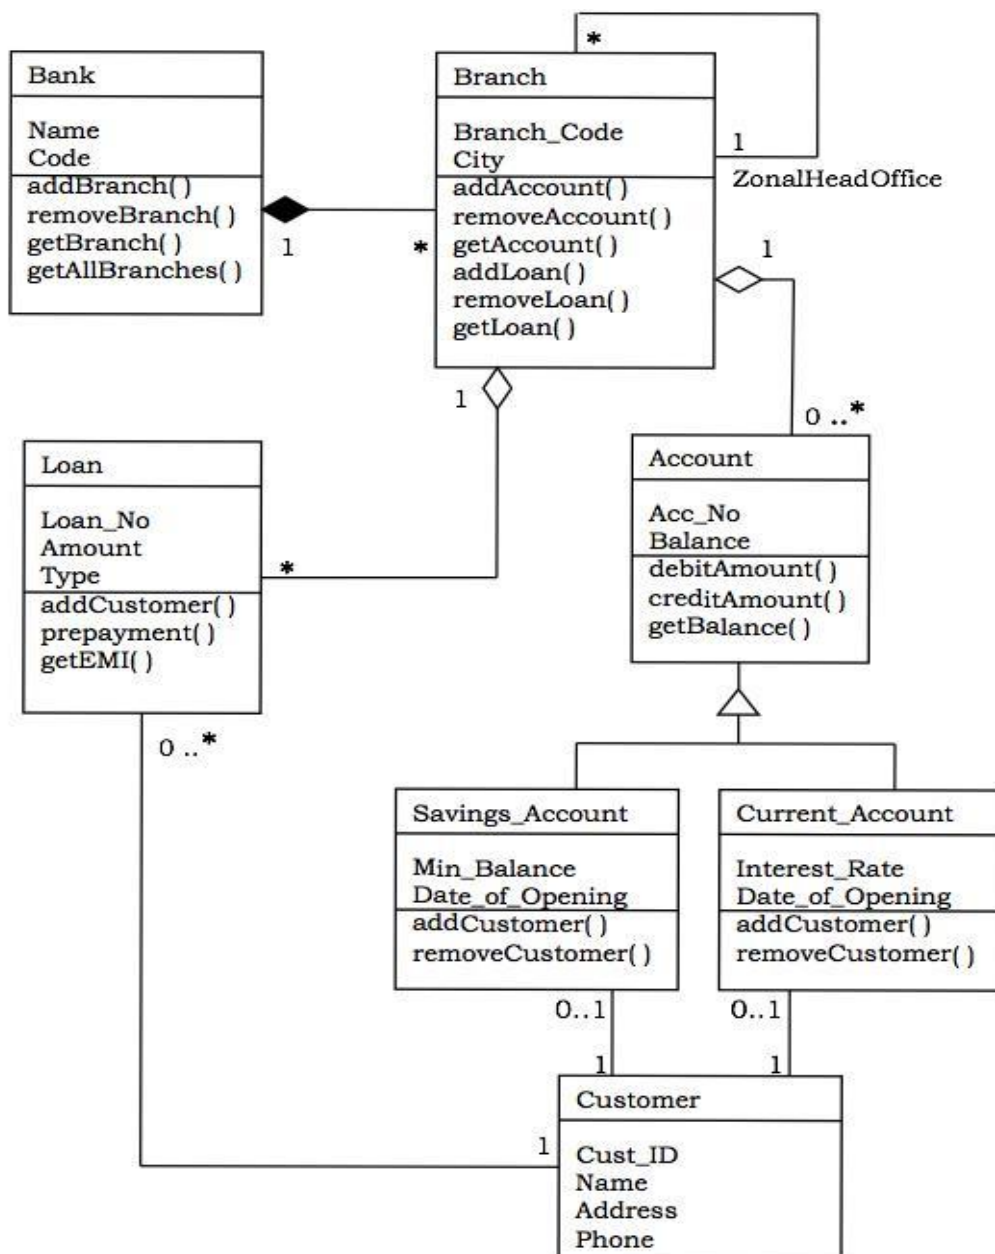 Bank
Name
Code
addBranch()
removeBranch()
getBranch()
getAllBranches()
1
*
Branch
Branch_Code
City
addAccount()
removeAccount()
getAccount()
addLoan()
removeLoan()
getLoan()
*
1
ZonalHeadOffice
1
0 ..*
1
*
Loan
Loan_No
Amount
Type
addCustomer()
prepayment()
getEMI()
0 ..*
Account
Acc_No
Balance
debitAmount()
creditAmount()
getBalance()
Savings_Account
Min_Balance
Date_of_Opening
addCustomer()
removeCustomer()
0..1
1
Current_Account
Interest_Rate
Date_of_Opening
addCustomer()
removeCustomer()
0..1
1
1
Customer
Cust_ID
Name
Address
Phone